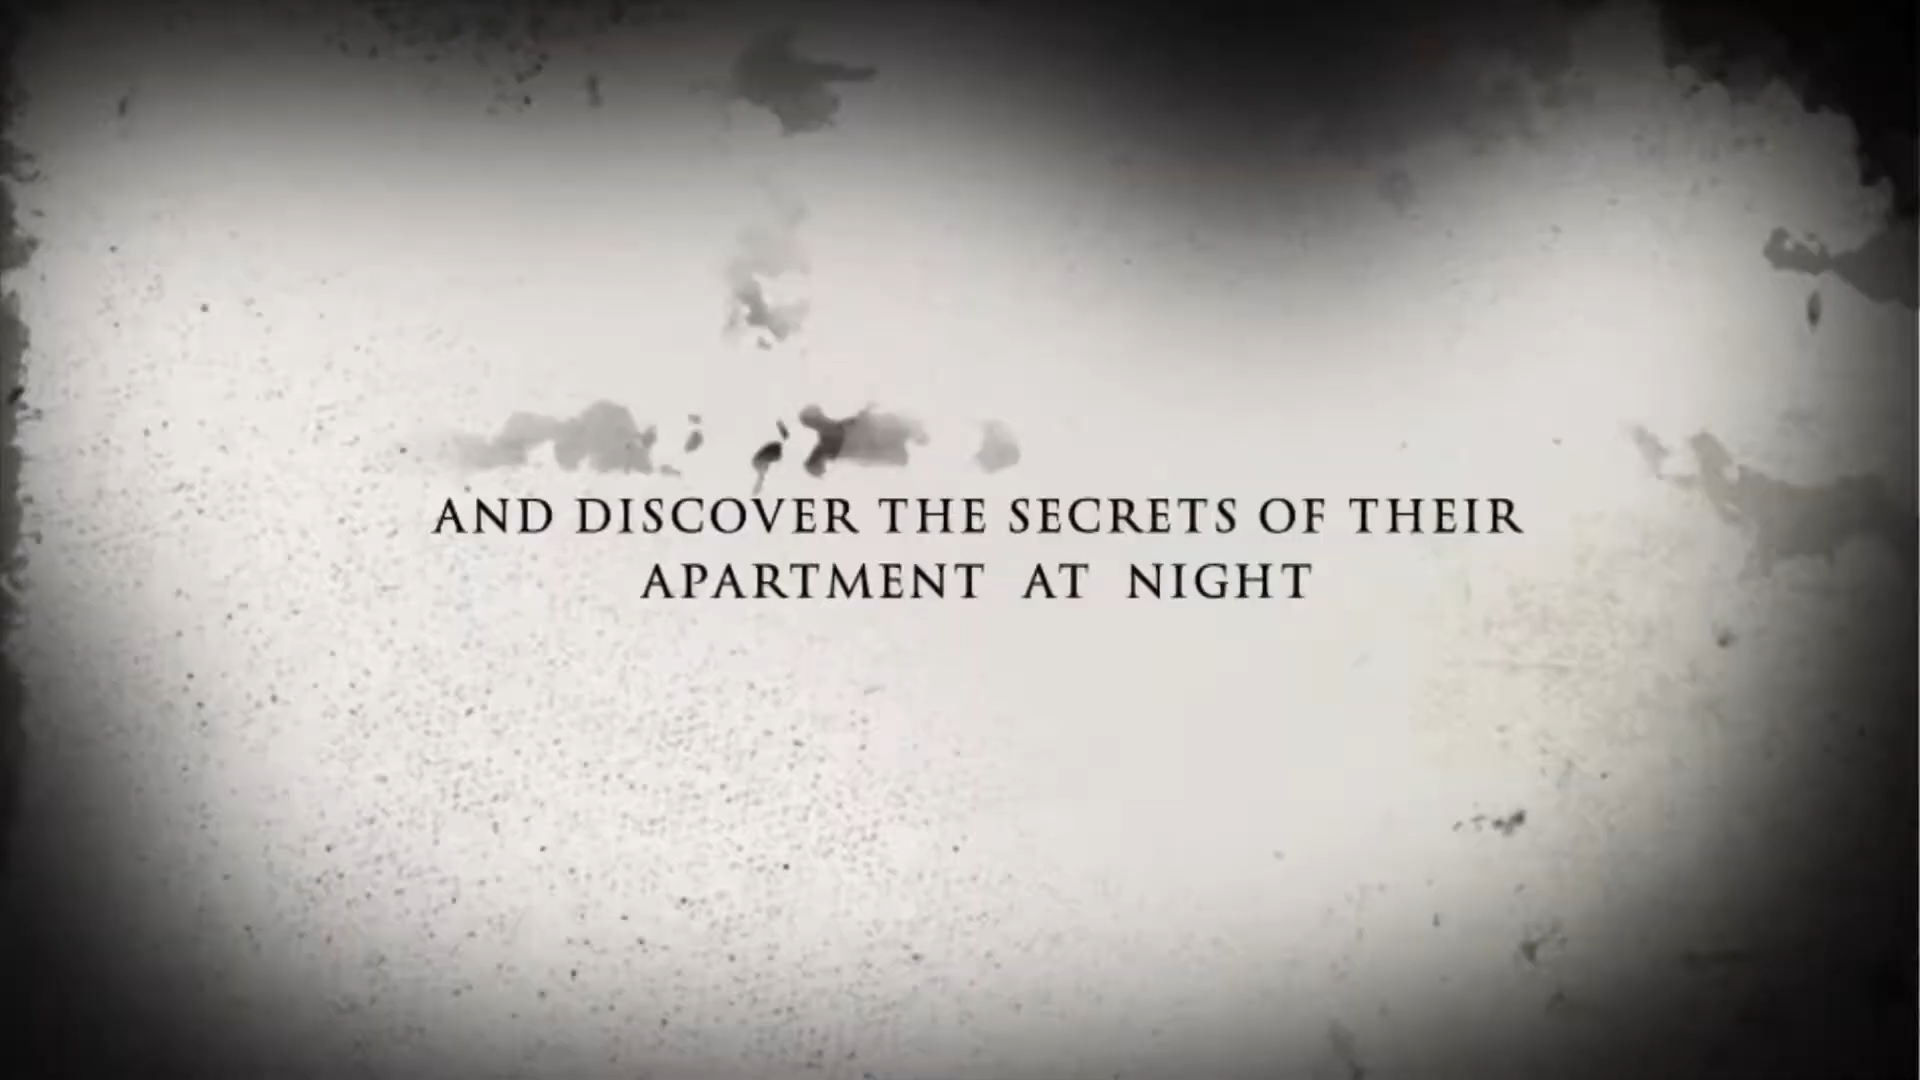 AND DISCOVER THE SECRETS OF THEIR
APARTMENT AT NIGHT